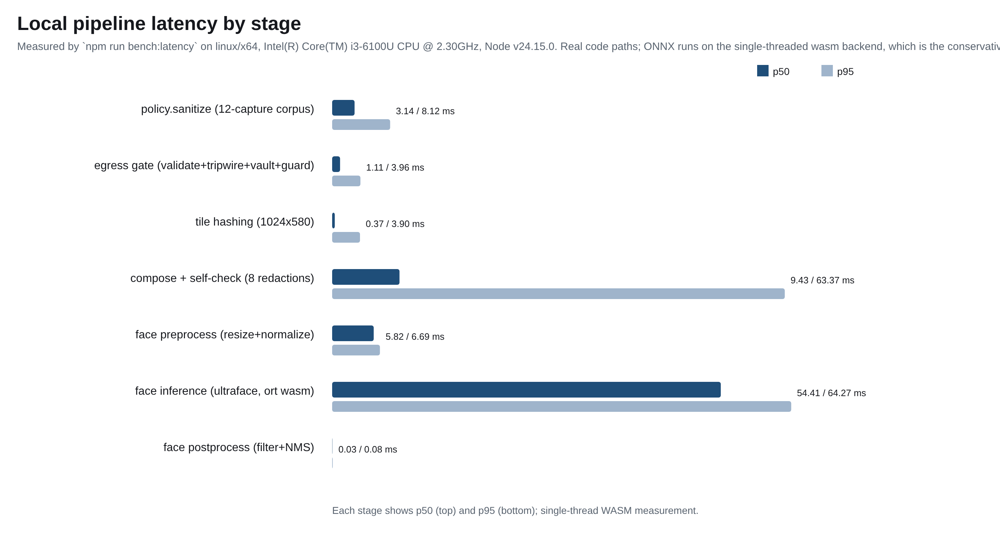 Local pipeline latency by stage
Measured by `npm run bench:latency` on linux/x64, Intel(R) Core(TM) i3-6100U CPU @ 2.30GHz, Node v24.15.0. Real code paths; ONNX runs on the single-threaded wasm backend, which is the
p50 p95
policy.sanitize (12-capture corpus) 3.14 / 8.12 ms
egress gate (validate+tripwire+vault+guard) 1.11 / 3.96 ms
tile hashing (1024x580) 0.37 / 3.90 ms
compose + self-check (8 redactions) 9.43 / 63.37 ms
face preprocess (resize+normalize) 5.82 / 6.69 ms
face inference (ultraface, ort wasm) 54.41 / 64.27 ms
face postprocess (filter+NMS) 0.03 / 0.08 ms
Each stage shows p50 (top) and p95 (bottom); single-thread WASM measurement.